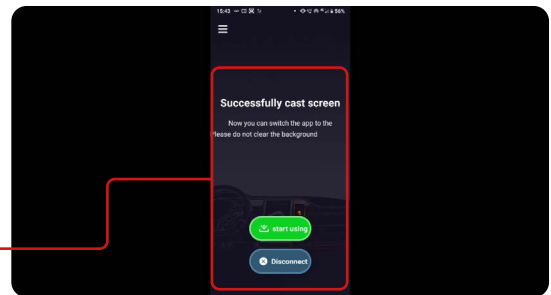 15:43
56%
Successfully cast screen
Now you can switch the app to the
Please do not clear the background
start using
Disconnect